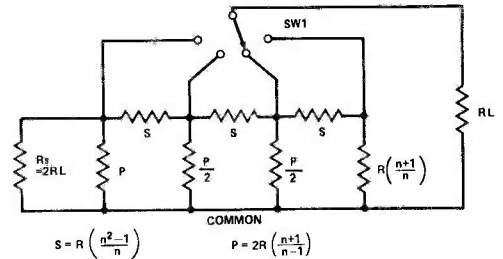 SW1
RL
S
S
S
Rs
=2RL
P
P
2
P
2
R(n+1
n)
COMMON
S = R (n²−1
n)
P = 2R (n+1
n−1)